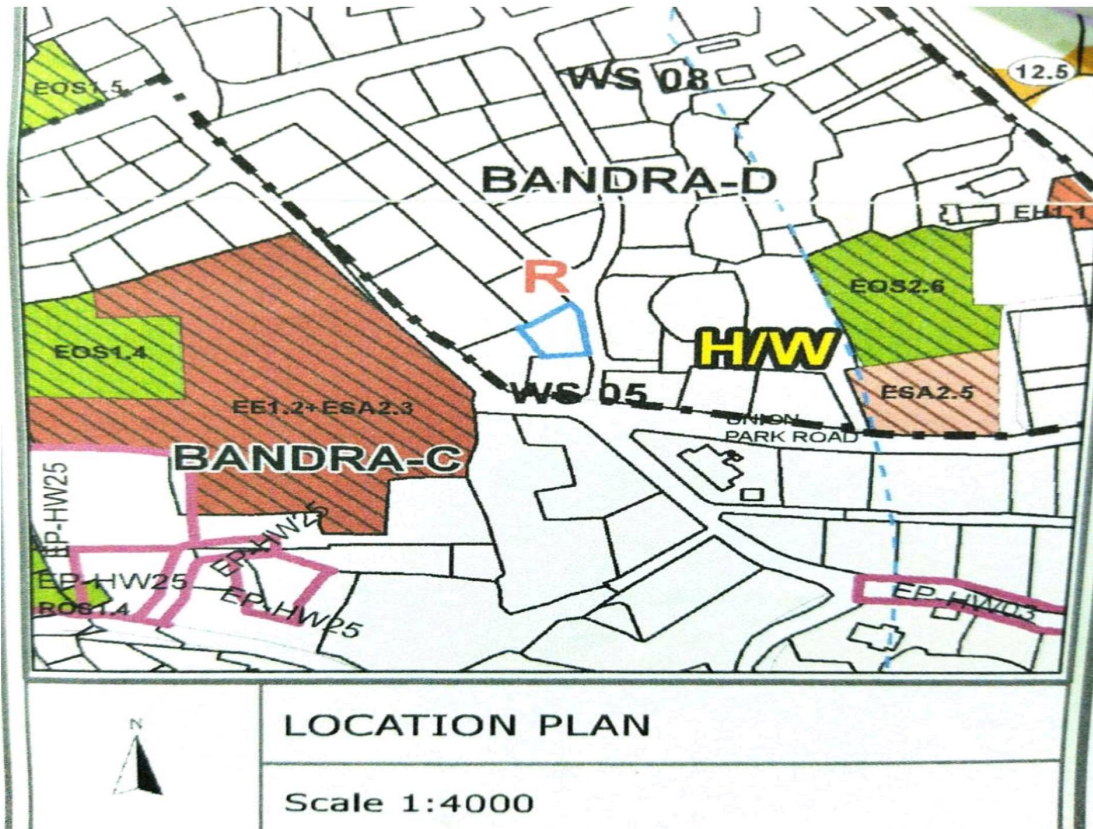 12.5
WS 08
EOS1.5
BANDRA-D
EH1.1
R
EOS2.6
H/W
EOS1.4
WS 05
ESA2.5
EE1.2+ESA2.3
UNION
PARK ROAD
BANDRA-C
EP-HW25
EP-HW25
EP-HW25
EP-HW25
EP-HW03
ROS1.4
N
LOCATION PLAN
Scale 1:4000